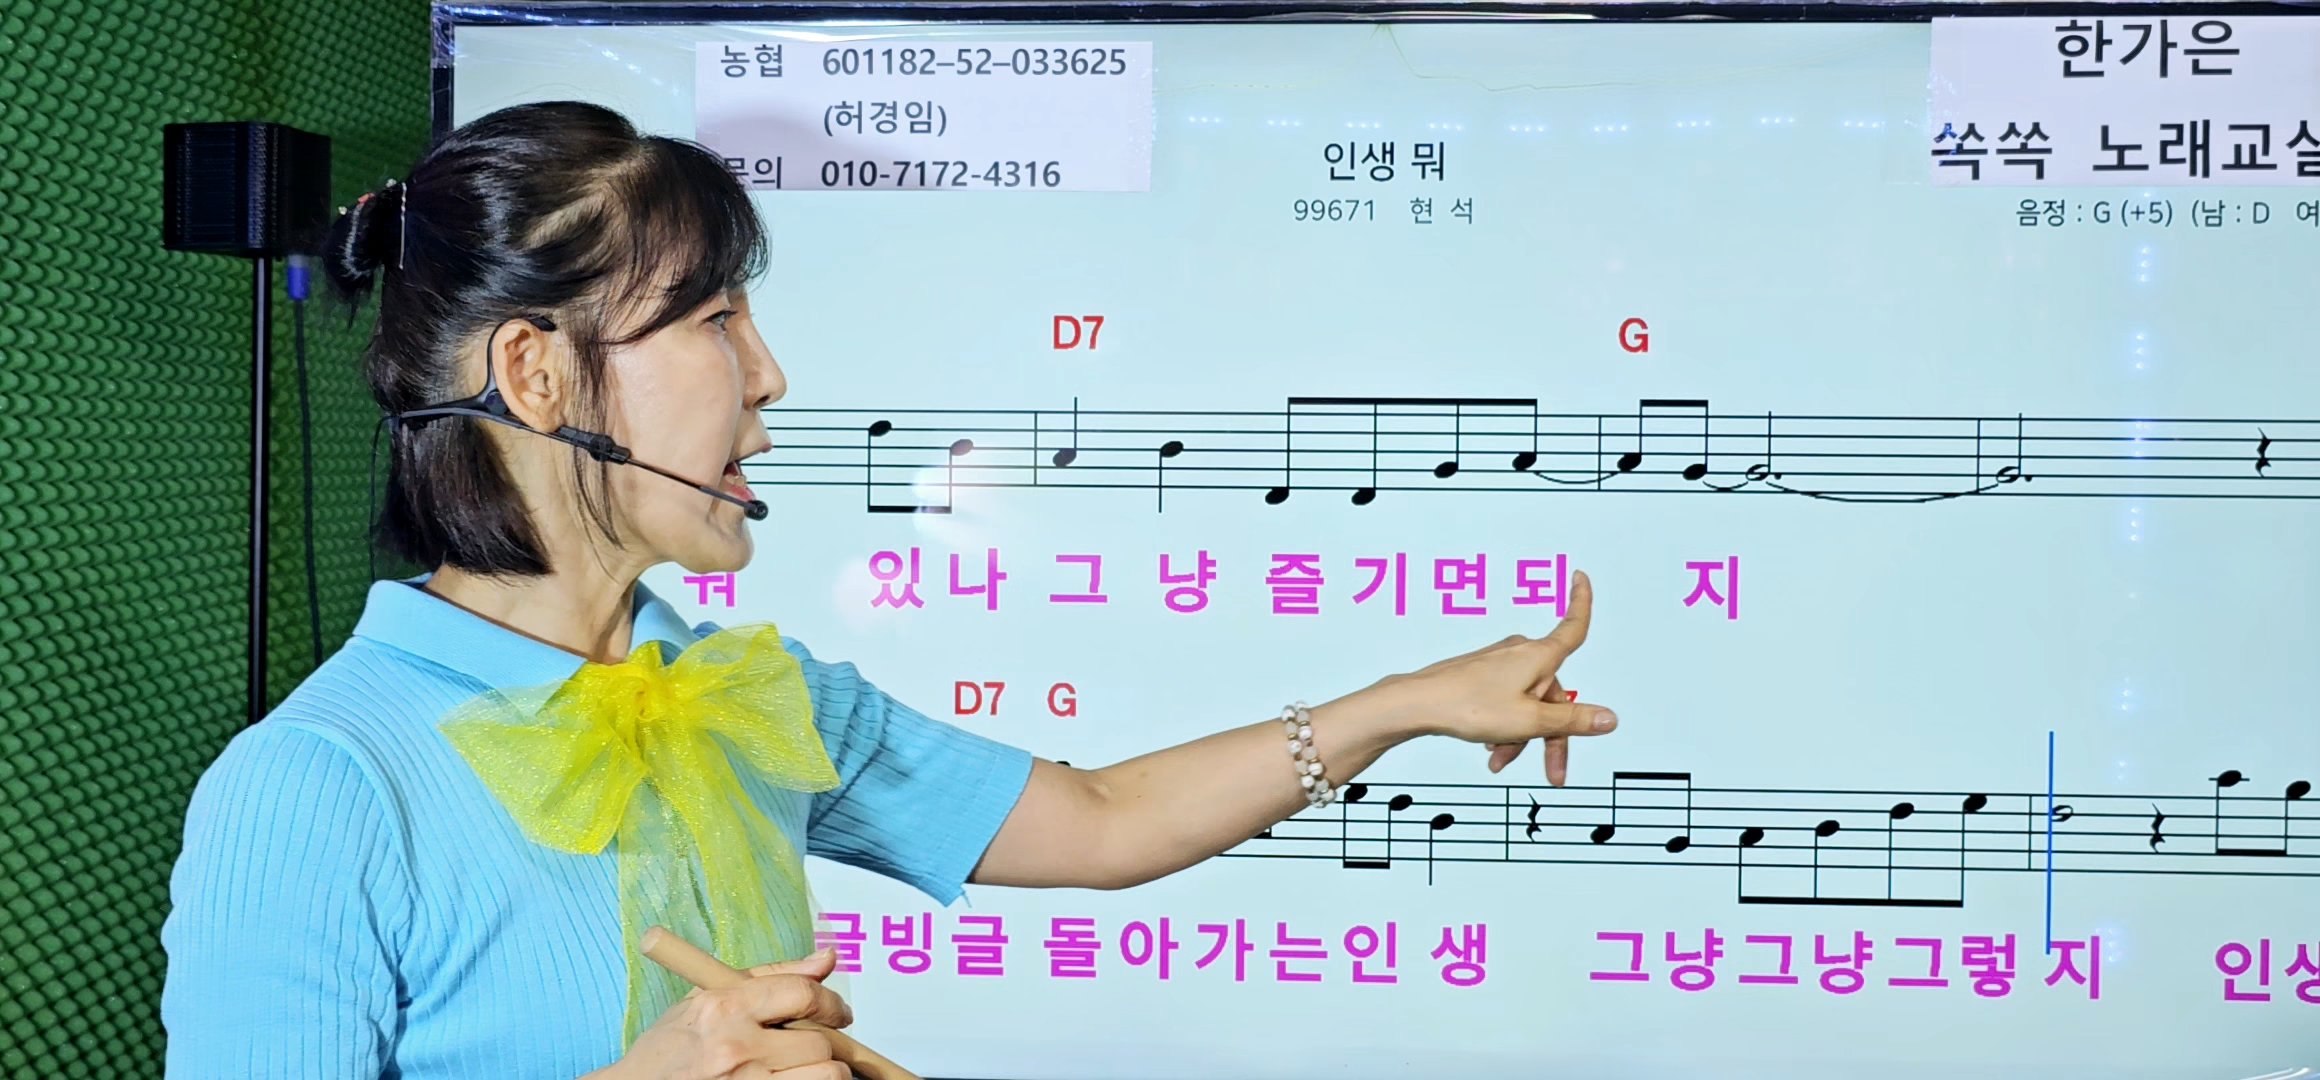 농협 601182-52-033625
(허경임)
문의 010-7172-4316
한가은
쏙쏙 노래교실
인생 뭐
99671 현 석
음정 : G (+5) (남 : D 여
D7 G
있나 그 냥 즐기면되 지
D7 G
글빙글 돌아가는인 생 그냥그냥그렇 지 인생